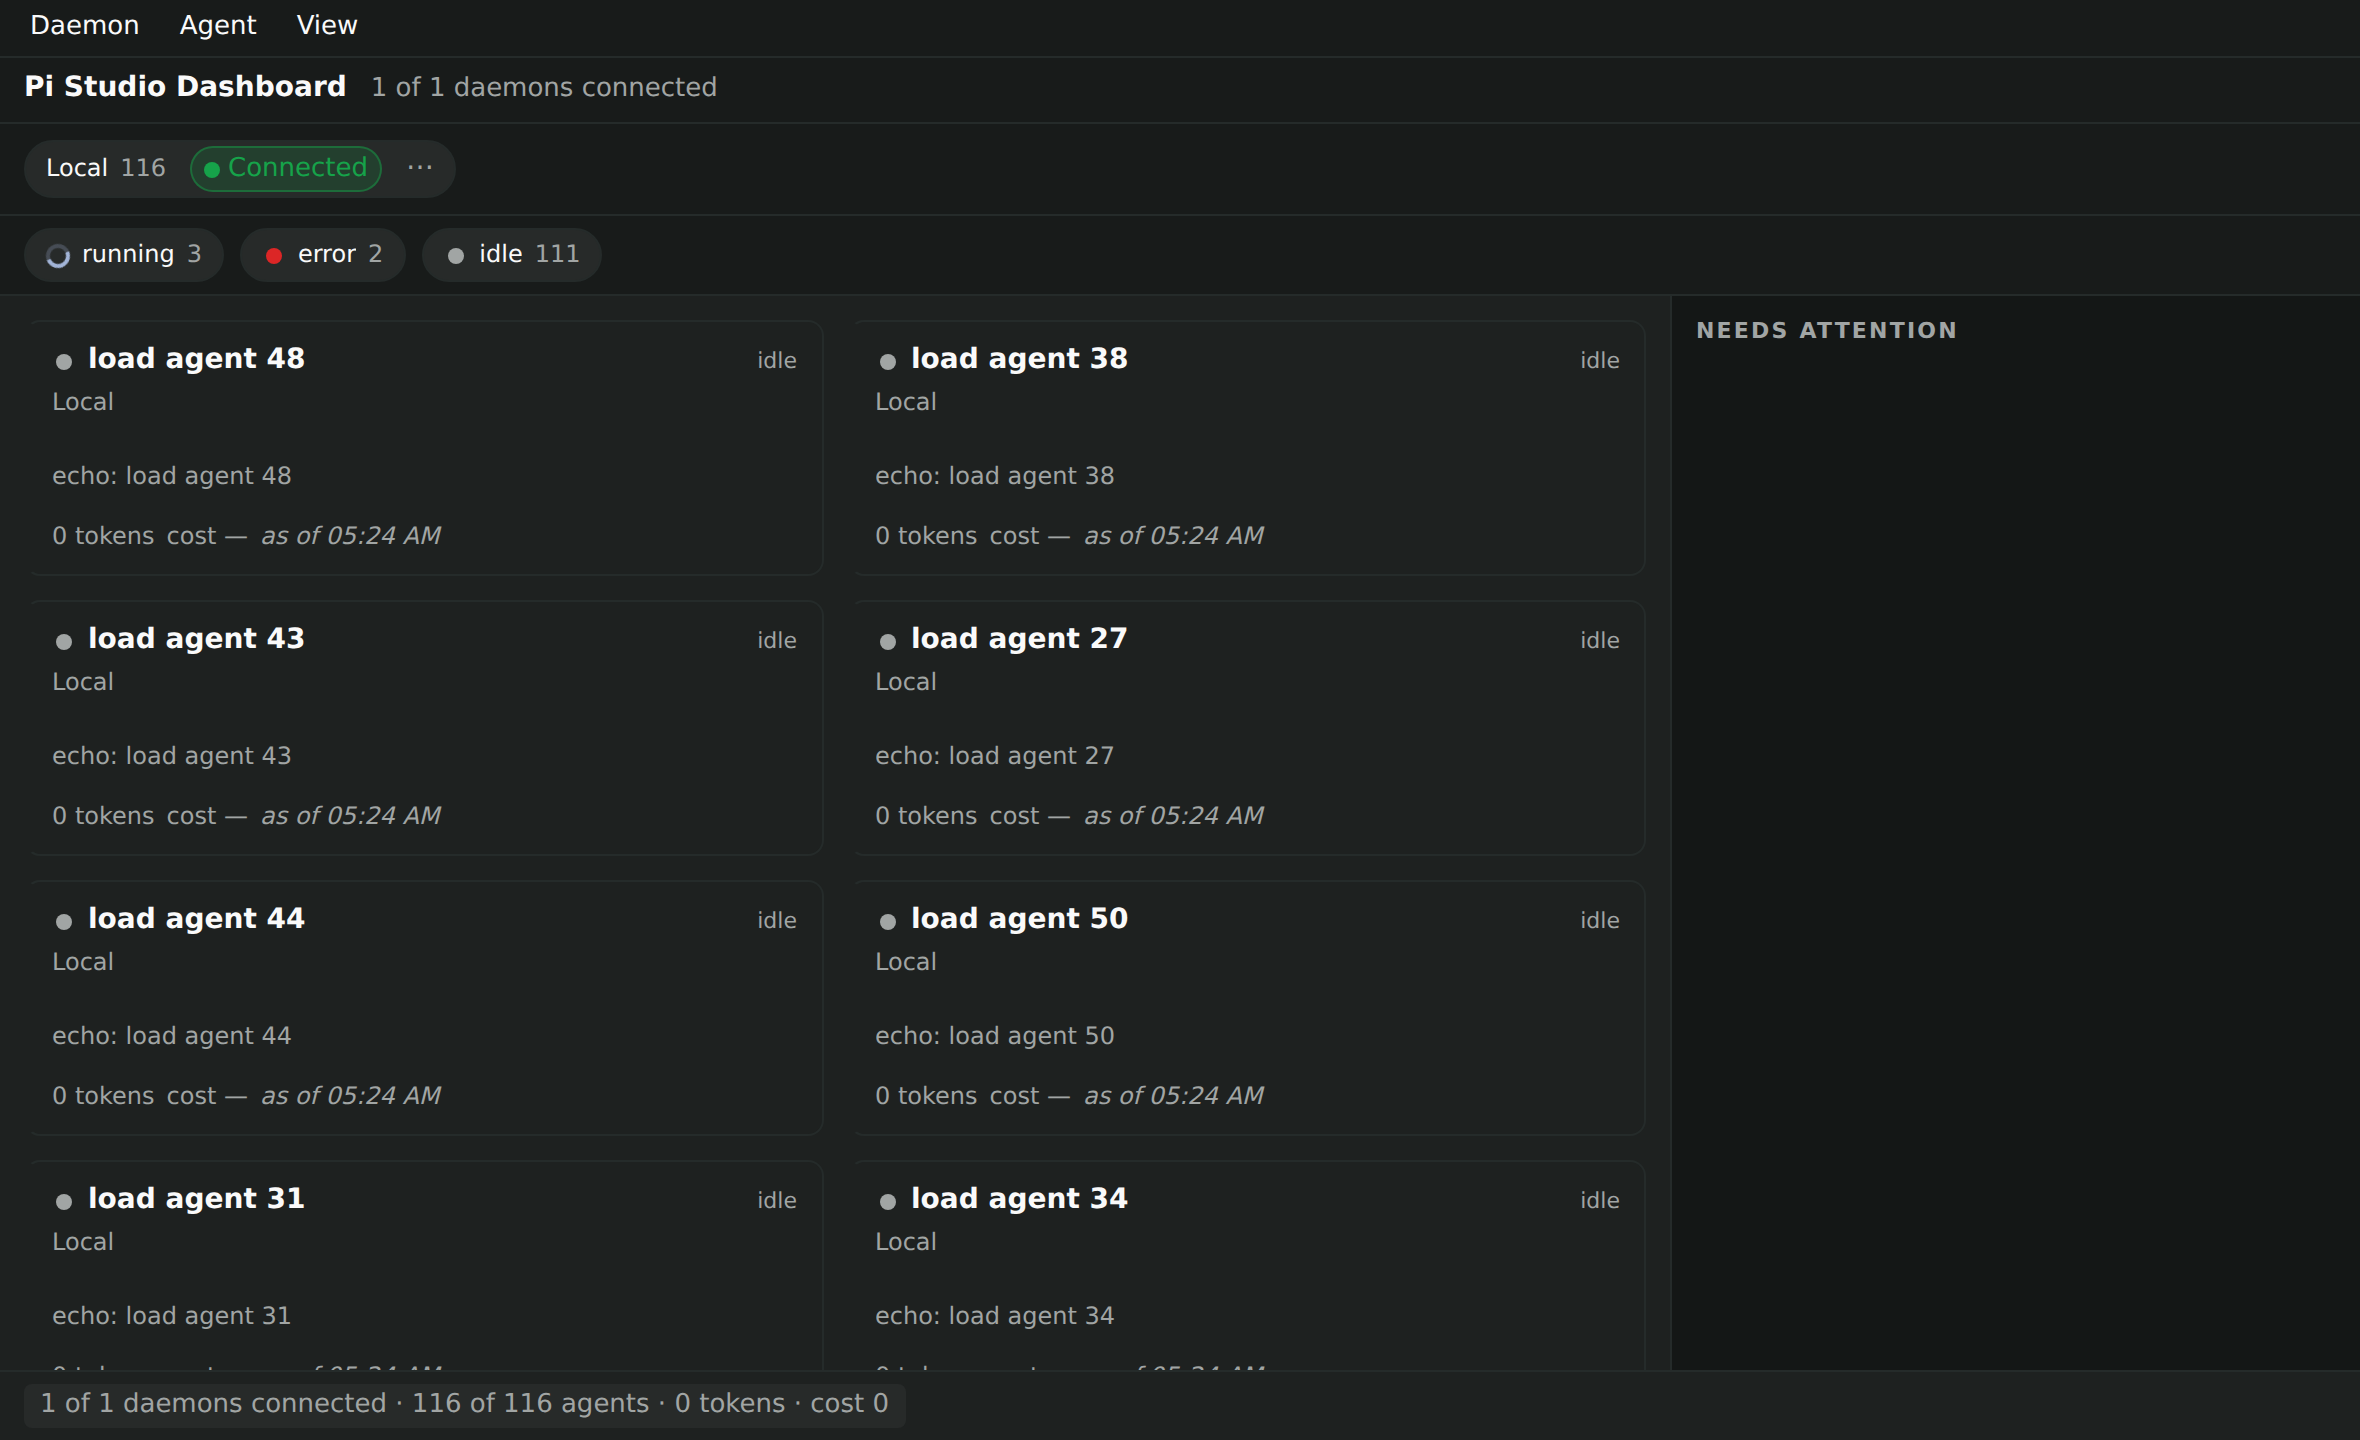 Daemon Agent View
Pi Studio Dashboard 1 of 1 daemons connected
Local 116 Connected ···
running 3 error 2 idle 111
load agent 48 idle
Local
echo: load agent 48
0 tokens cost — as of 05:24 AM
load agent 38 idle
Local
echo: load agent 38
0 tokens cost — as of 05:24 AM
load agent 43 idle
Local
echo: load agent 43
0 tokens cost — as of 05:24 AM
load agent 27 idle
Local
echo: load agent 27
0 tokens cost — as of 05:24 AM
load agent 44 idle
Local
echo: load agent 44
0 tokens cost — as of 05:24 AM
load agent 50 idle
Local
echo: load agent 50
0 tokens cost — as of 05:24 AM
load agent 31 idle
Local
echo: load agent 31
load agent 34 idle
Local
echo: load agent 34
NEEDS ATTENTION
1 of 1 daemons connected · 116 of 116 agents · 0 tokens · cost 0